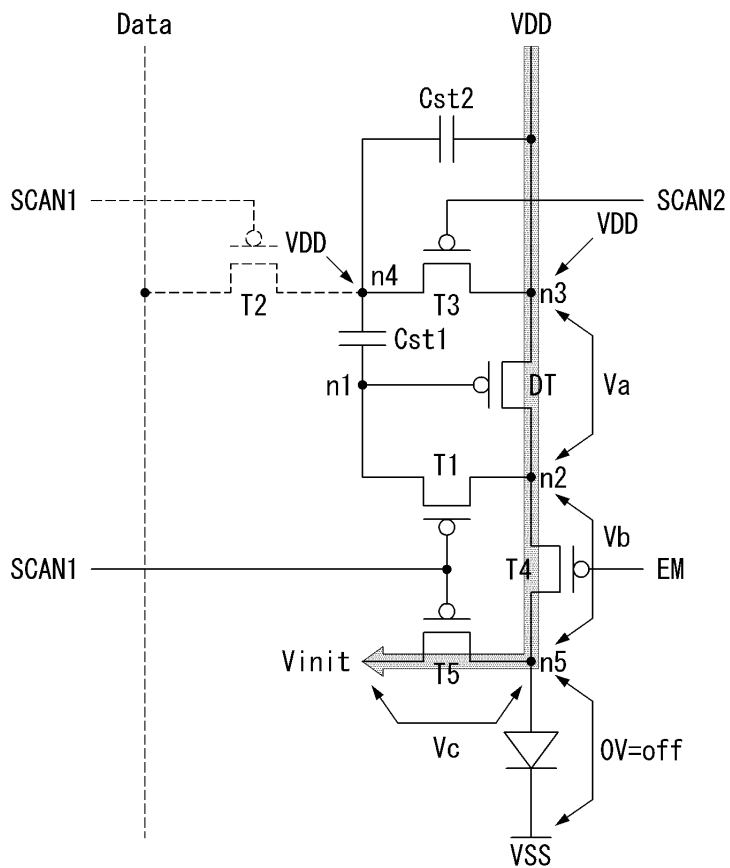 Data
VDD
Cst2
SCAN1
SCAN2
VDD
VDD
n4
n3
T2
T3
Cst1
n1
DT
Va
T1
n2
Vb
SCAN1
T4
EM
Vinit
T5
n5
Vc
0V=off
VSS